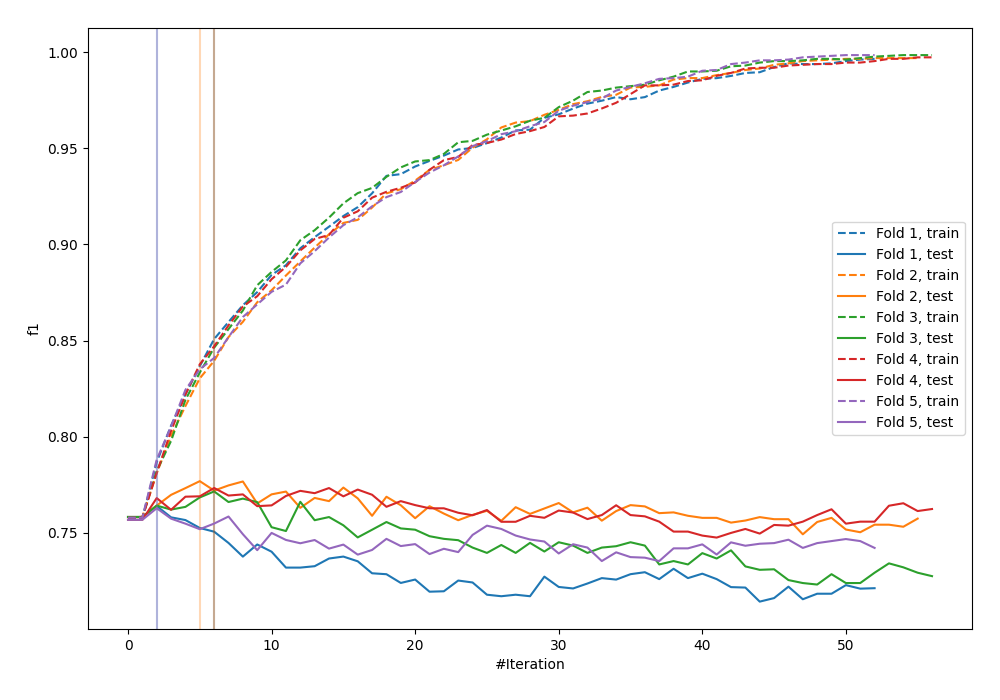 1.00
0.95
0.90
0.85
0.80
0.75
f1
0
10
20
30
40
50
#Iteration
Fold 1, train
Fold 1, test
Fold 2, train
Fold 2, test
Fold 3, train
Fold 3, test
Fold 4, train
Fold 4, test
Fold 5, train
Fold 5, test